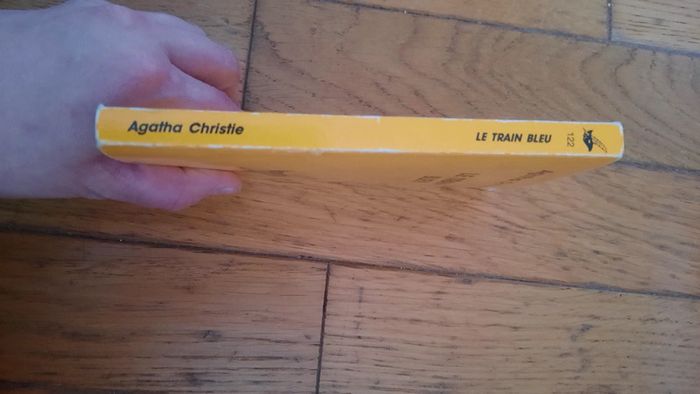 Agatha Christie
LE TRAIN BLEU
122